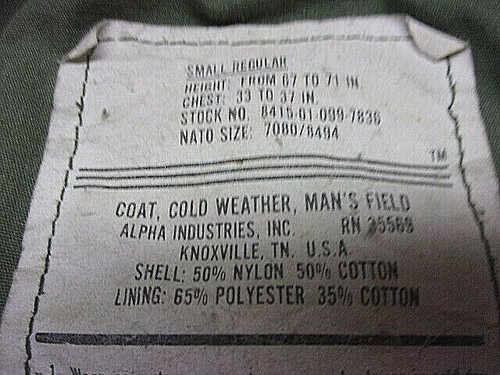 SMALL REGULAR
HEIGHT: FROM 67 TO 71 IN.
CHEST: 33 TO 37 IN.
STOCK NO. 8415-01-099-7836
NATO SIZE: 7080/8494
TM
COAT, COLD WEATHER, MAN'S FIELD
ALPHA INDUSTRIES, INC. RN 35569
KNOXVILLE, TN. U.S.A.
SHELL: 50% NYLON 50% COTTON
LINING: 65% POLYESTER 35% COTTON